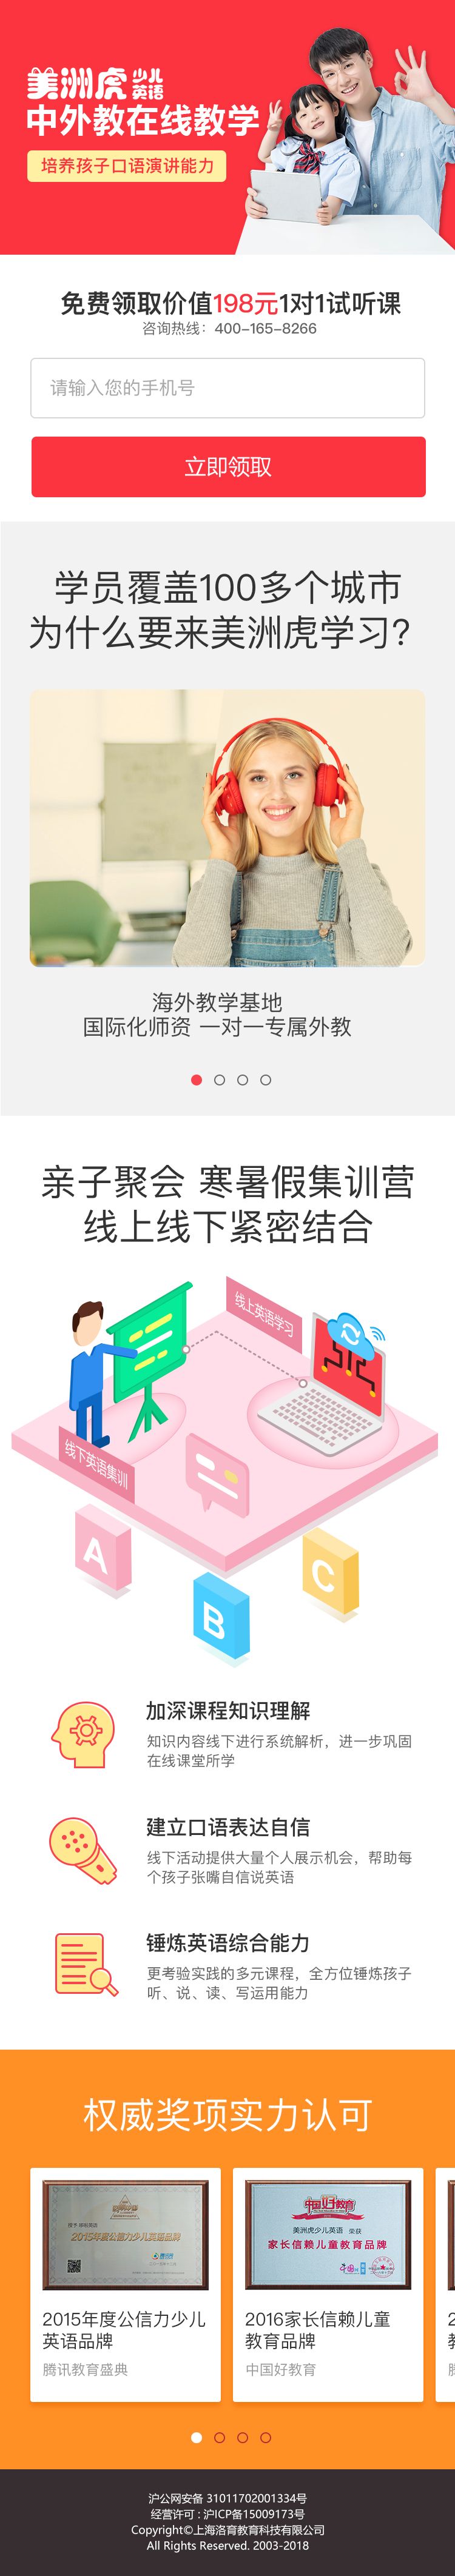 美洲虎少儿英语
中外教在线教学
培养孩子口语演讲能力
免费领取价值198元1对1试听课
咨询热线：400-165-8266
请输入您的手机号
立即领取
学员覆盖100多个城市
为什么要来美洲虎学习？
海外教学基地
国际化师资 一对一专属外教
亲子聚会 寒暑假集训营
线上线下紧密结合
线上英语学习
线下英语集训
A
B
C
加深课程知识理解
知识内容线下进行系统解析，进一步巩固
在线课堂所学
建立口语表达自信
线下活动提供大量个人展示机会，帮助每
个孩子张嘴自信说英语
锤炼英语综合能力
更考验实践的多元课程，全方位锤炼孩子
听、说、读、写运用能力
权威奖项实力认可
2015年度公信力少儿英语品牌
中国好教育
美洲虎少儿英语 荣获
家长信赖儿童教育品牌
2015年度公信力少儿
英语品牌
腾讯教育盛典
2016家长信赖儿童
教育品牌
中国好教育
沪公网安备 31011702001334号
经营许可 : 沪ICP备15009173号
Copyright©上海洛育教育科技有限公司
All Rights Reserved. 2003-2018